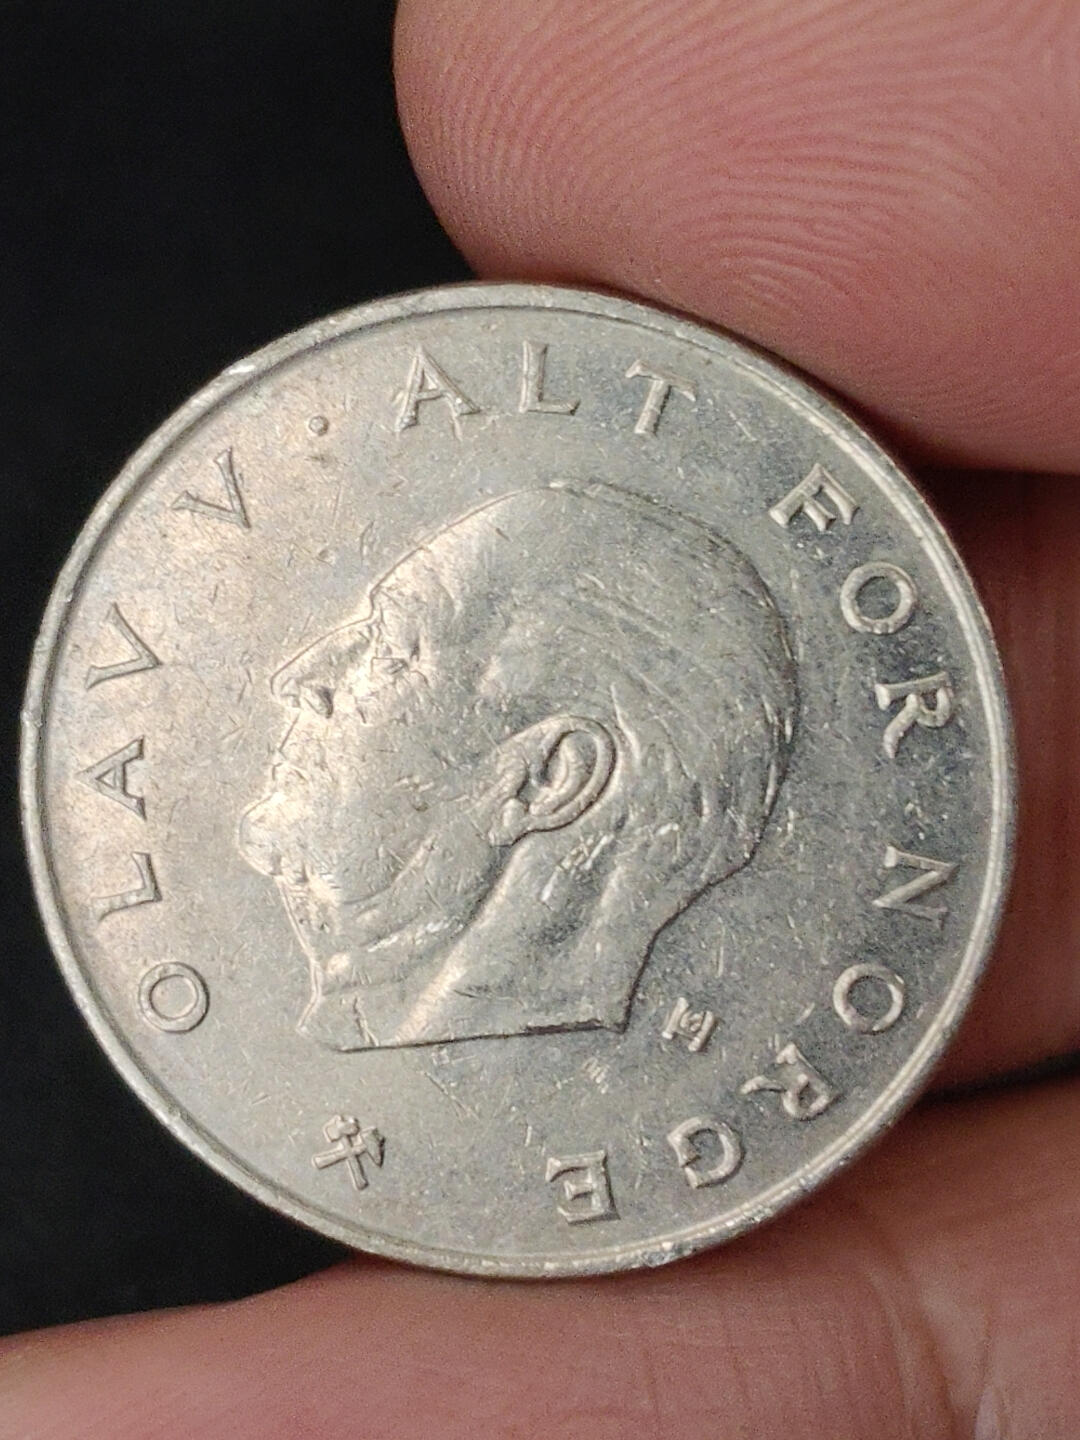 OLAV V · ALT FOR NORGE